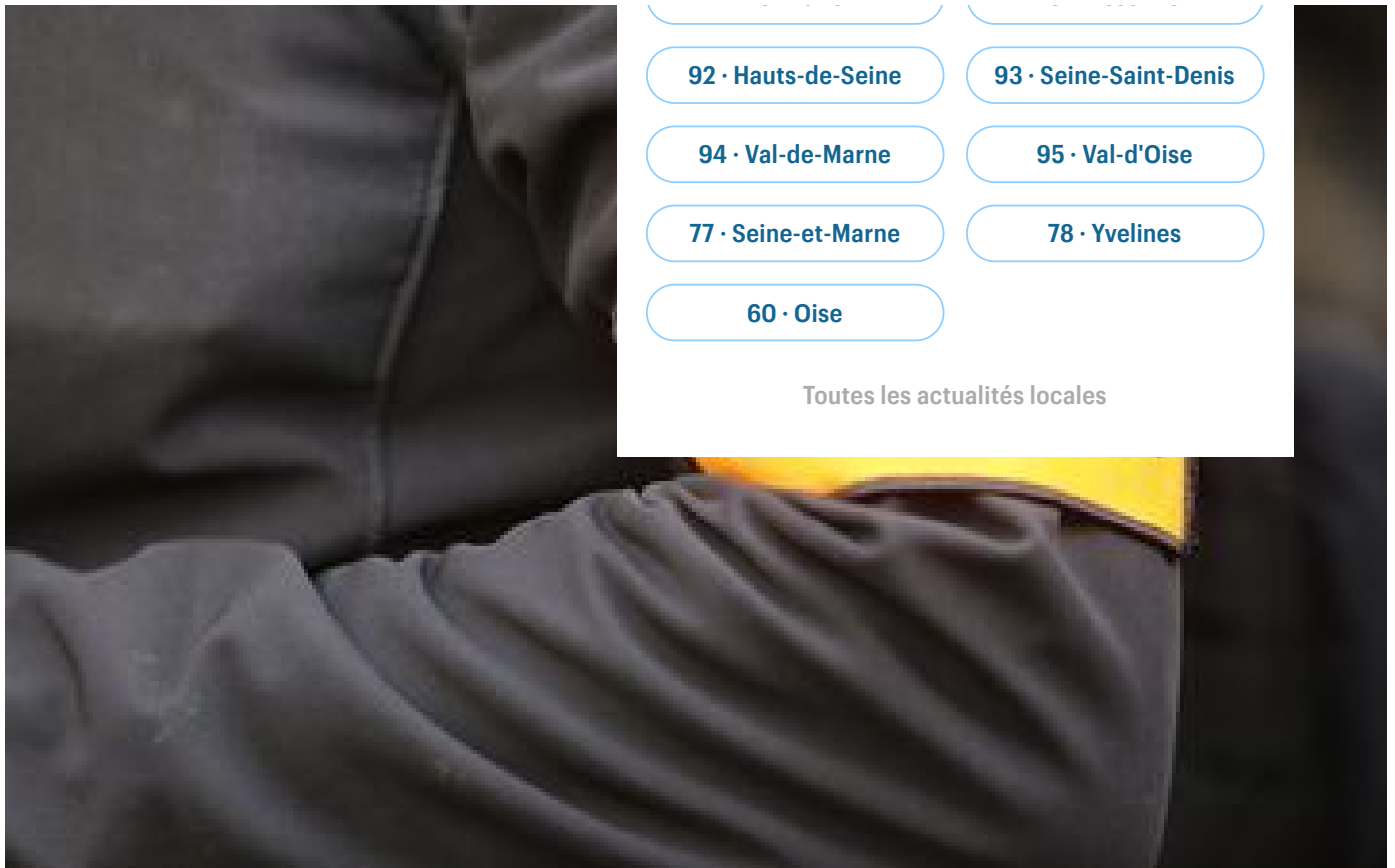 92 · Hauts-de-Seine
93 · Seine-Saint-Denis
94 · Val-de-Marne
95 · Val-d'Oise
77 · Seine-et-Marne
78 · Yvelines
60 · Oise
Toutes les actualités locales